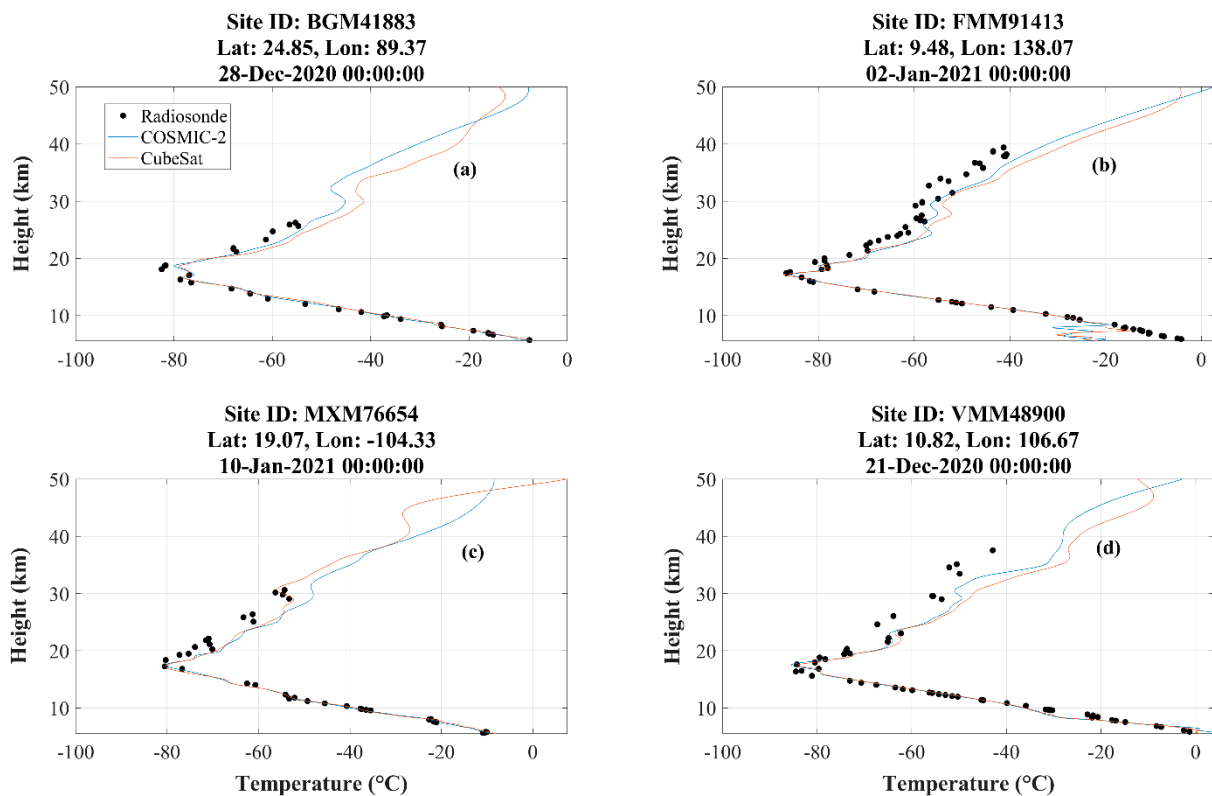 Site ID: BGM41883
Lat: 24.85, Lon: 89.37
28-Dec-2020 00:00:00
50
40
30
20
10
Height (km)
Radiosonde
COSMIC-2
CubeSat
(a)
-100
-80
-60
-40
-20
0
Site ID: FMM91413
Lat: 9.48, Lon: 138.07
02-Jan-2021 00:00:00
50
40
30
20
10
Height (km)
(b)
-100
-80
-60
-40
-20
0
Site ID: MXM76654
Lat: 19.07, Lon: -104.33
10-Jan-2021 00:00:00
50
40
30
20
10
Height (km)
(c)
-100
-80
-60
-40
-20
0
Temperature (°C)
Site ID: VMM48900
Lat: 10.82, Lon: 106.67
21-Dec-2020 00:00:00
50
40
30
20
10
Height (km)
(d)
-100
-80
-60
-40
-20
0
Temperature (°C)